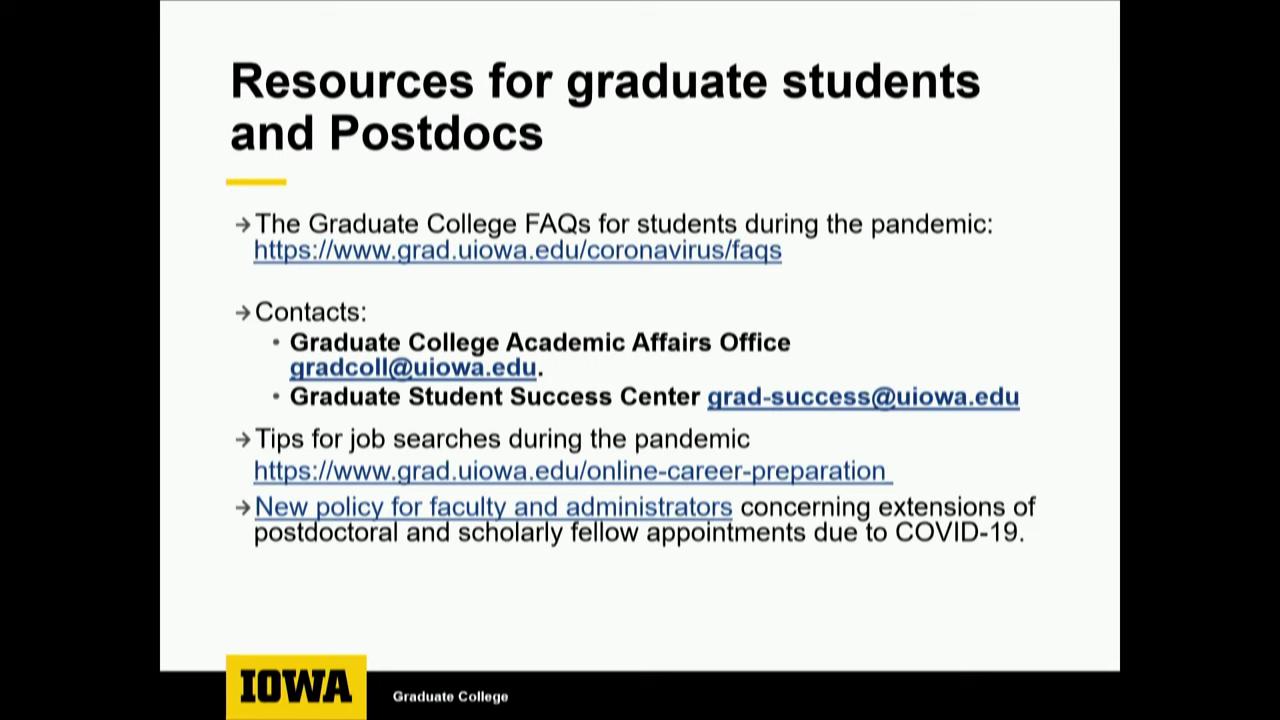 Resources for graduate students
and Postdocs
→The Graduate College FAQs for students during the pandemic:
https://www.grad.uiowa.edu/coronavirus/faqs
→Contacts:
• Graduate College Academic Affairs Office
gradcoll@uiowa.edu.
• Graduate Student Success Center grad-success@uiowa.edu
→Tips for job searches during the pandemic
https://www.grad.uiowa.edu/online-career-preparation
→New policy for faculty and administrators concerning extensions of
postdoctoral and scholarly fellow appointments due to COVID-19.
IOWA
Graduate College